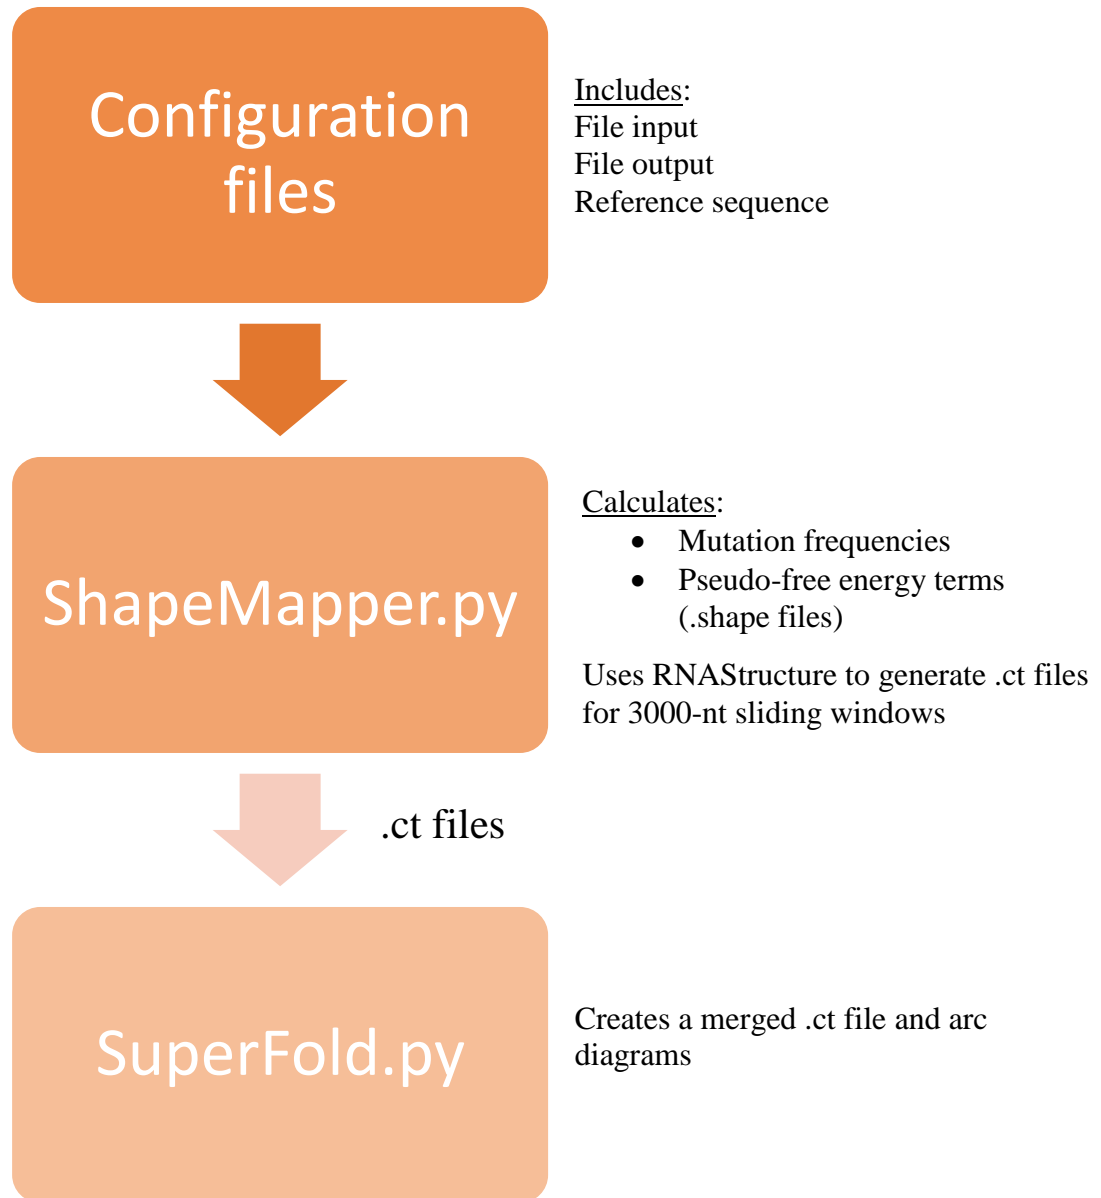 Configuration
files
Includes:
File input
File output
Reference sequence
ShapeMapper.py
Calculates:
• Mutation frequencies
• Pseudo-free energy terms
(.shape files)
Uses RNAStructure to generate .ct files
for 3000-nt sliding windows
.ct files
SuperFold.py
Creates a merged .ct file and arc
diagrams